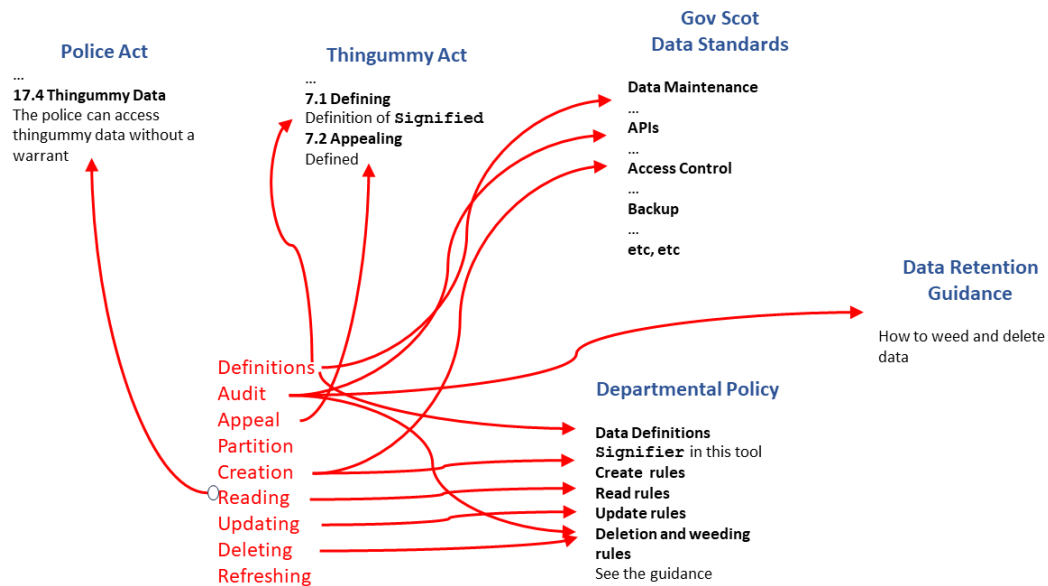 Police Act
...
17.4 Thingummy Data
The police can access
thingummy data without a
warrant
Thingummy Act
...
7.1 Defining
Definition of Signified
7.2 Appealing
Defined
Gov Scot
Data Standards
Data Maintenance
...
APIs
...
Access Control
...
Backup
...
etc, etc
Data Retention
Guidance
How to weed and delete
data
Definitions
Audit
Appeal
Partition
Creation
Reading
Updating
Deleting
Refreshing
Departmental Policy
Data Definitions
Signifier in this tool
Create rules
Read rules
Update rules
Deletion and weeding
rules
See the guidance